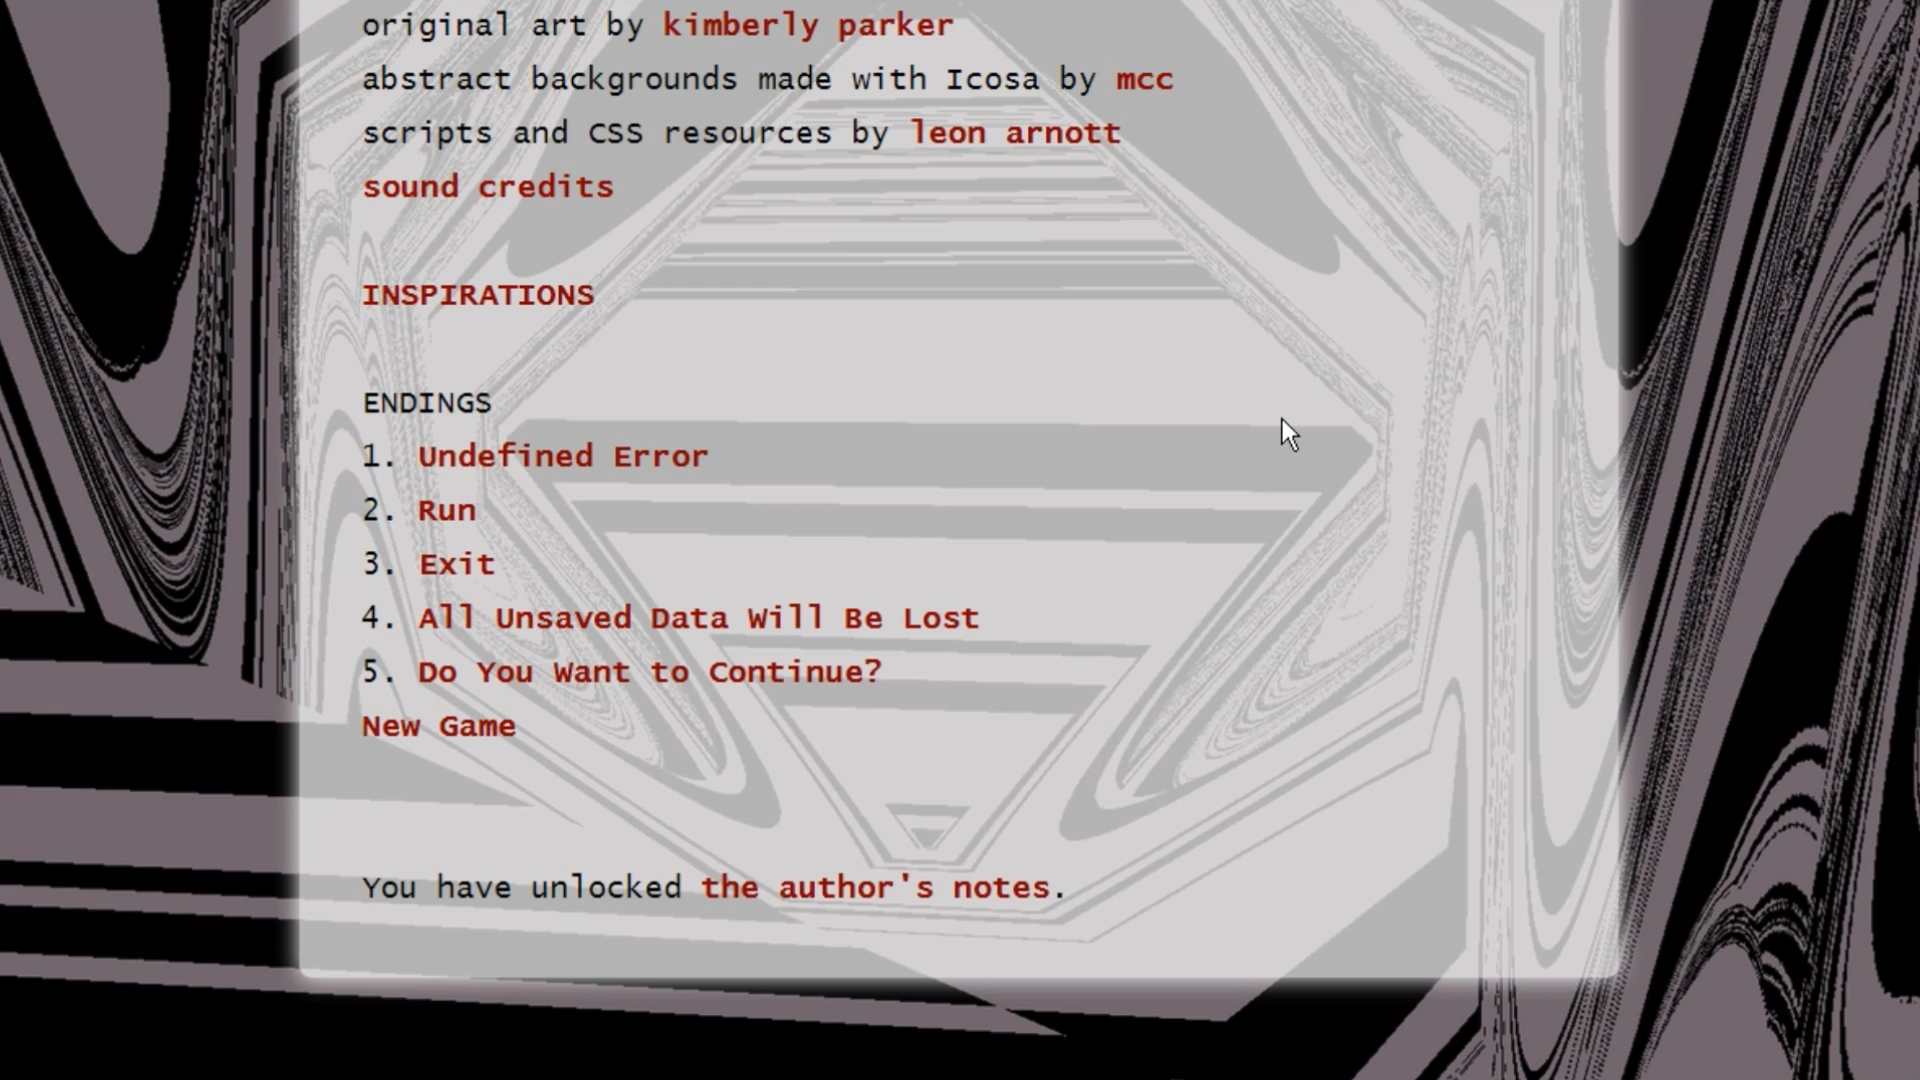 original art by kimberly parker
abstract backgrounds made with Icosa by mcc
scripts and CSS resources by leon arnott
sound credits
INSPIRATIONS
ENDINGS
1. Undefined Error
2. Run
3. Exit
4. All Unsaved Data Will Be Lost
5. Do You Want to Continue?
New Game
You have unlocked the author's notes.